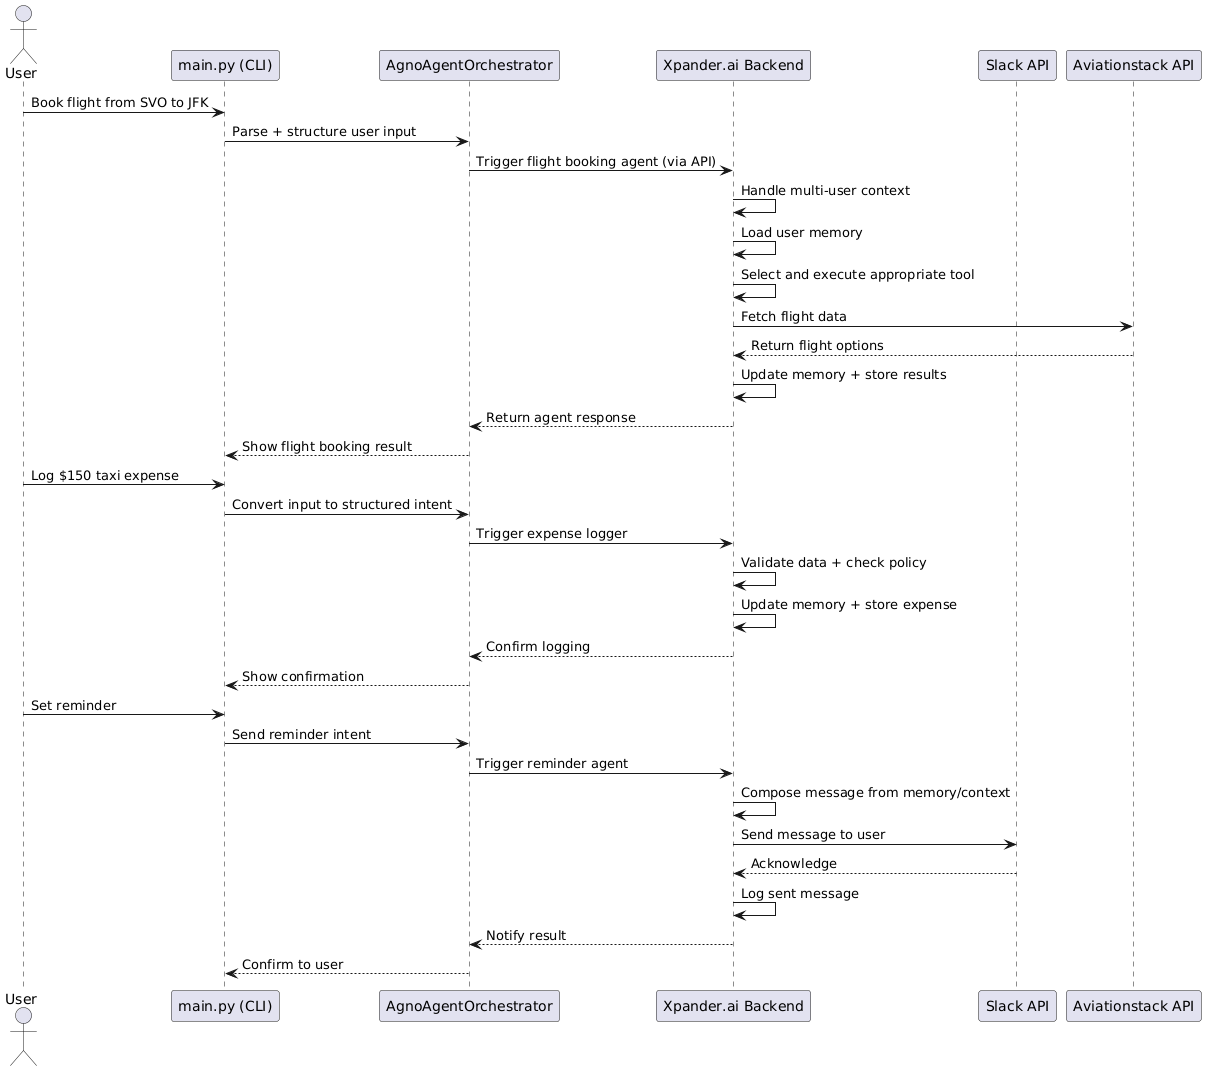 User
main.py (CLI)
AgnoAgentOrchestrator
Xpander.ai Backend
Slack API
Aviationstack API
Book flight from SVO to JFK
Parse + structure user input
Trigger flight booking agent (via API)
Handle multi-user context
Load user memory
Select and execute appropriate tool
Fetch flight data
Return flight options
Update memory + store results
Return agent response
Show flight booking result
Log $150 taxi expense
Convert input to structured intent
Trigger expense logger
Validate data + check policy
Update memory + store expense
Confirm logging
Show confirmation
Set reminder
Send reminder intent
Trigger reminder agent
Compose message from memory/context
Send message to user
Acknowledge
Log sent message
Notify result
Confirm to user
User
main.py (CLI)
AgnoAgentOrchestrator
Xpander.ai Backend
Slack API
Aviationstack API